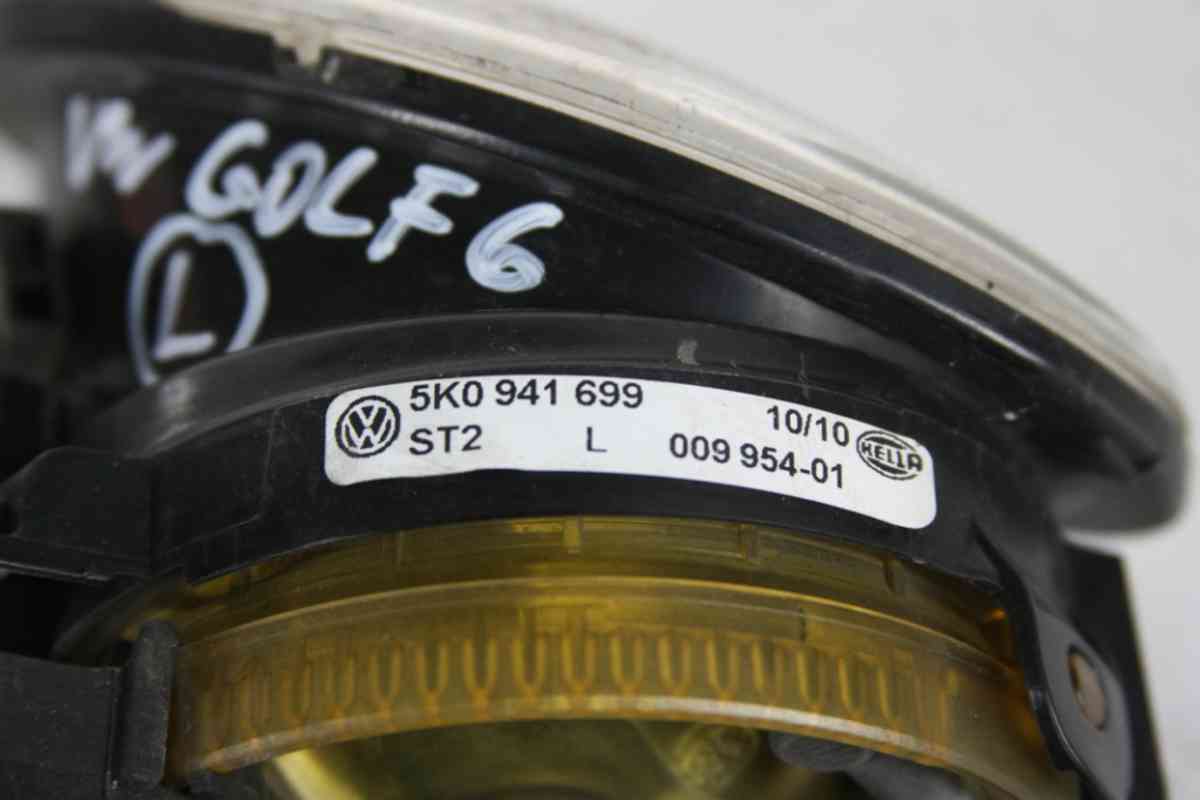 VW GOLF 6
L
5K0 941 699 10/10 HELLA
ST2 L 009 954-01